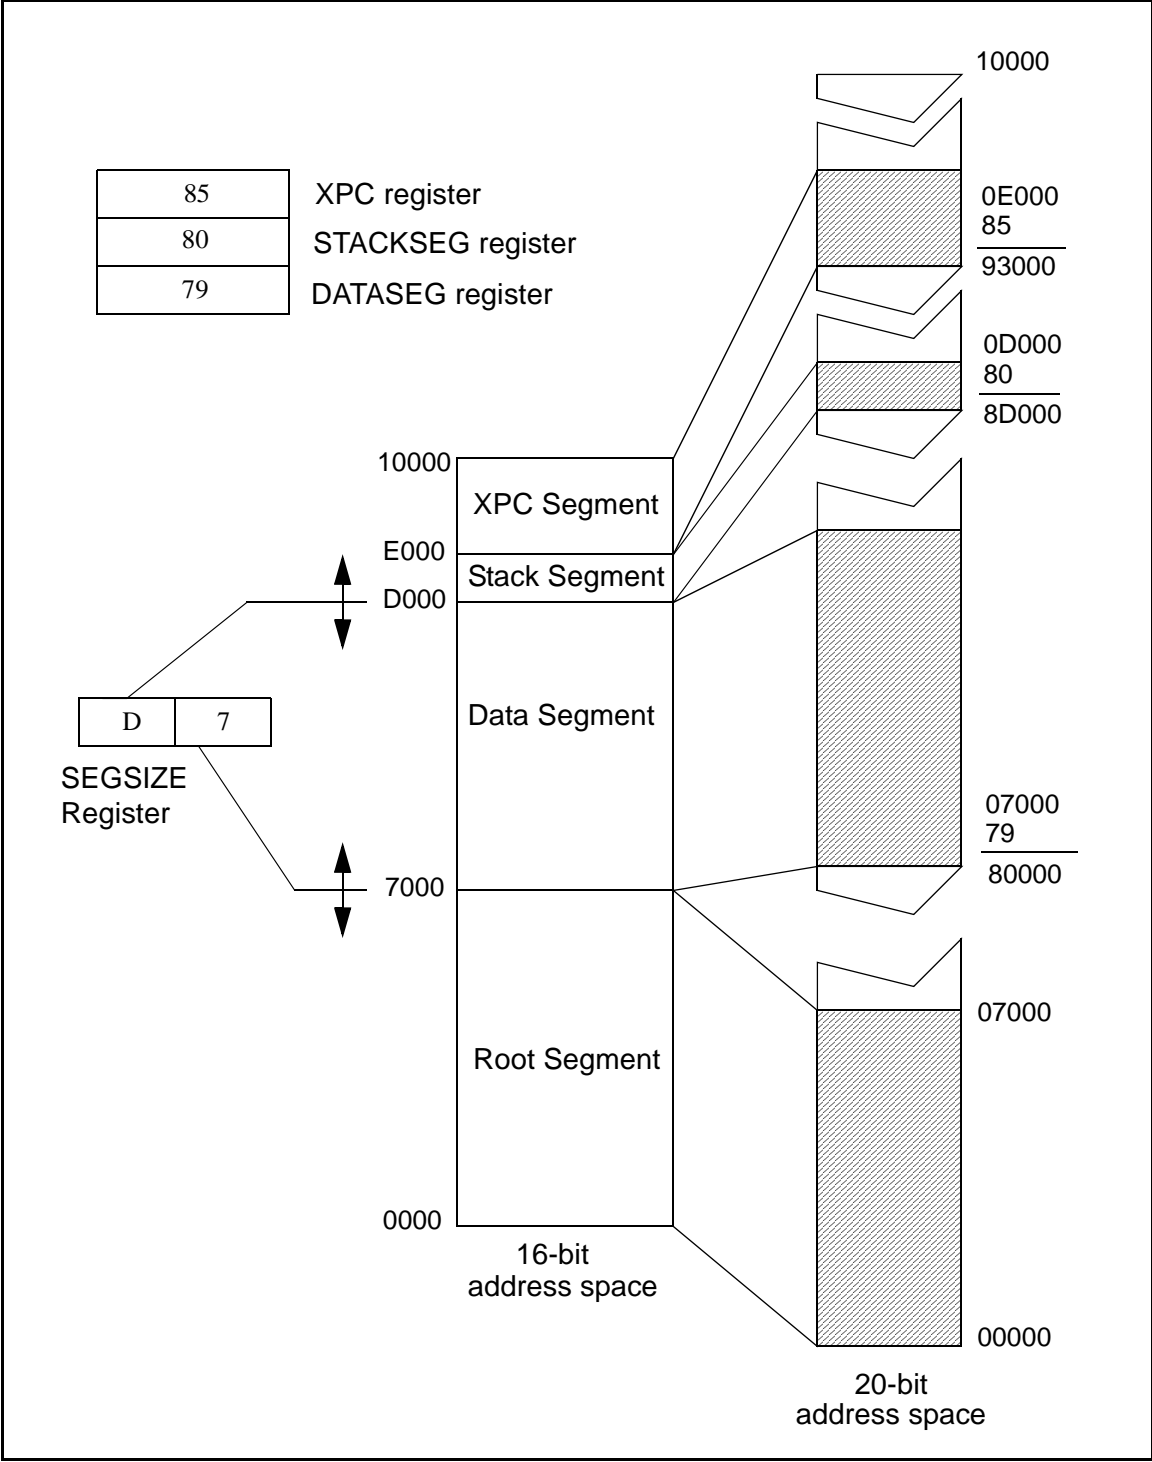 10000
85
XPC register
80
STACKSEG register
79
DATASEG register
0E000
85
93000
0D000
80
8D000
10000
XPC Segment
E000
Stack Segment
D000
Data Segment
D 7
SEGSIZE
Register
07000
79
80000
7000
07000
Root Segment
0000
16-bit
address space
00000
20-bit
address space